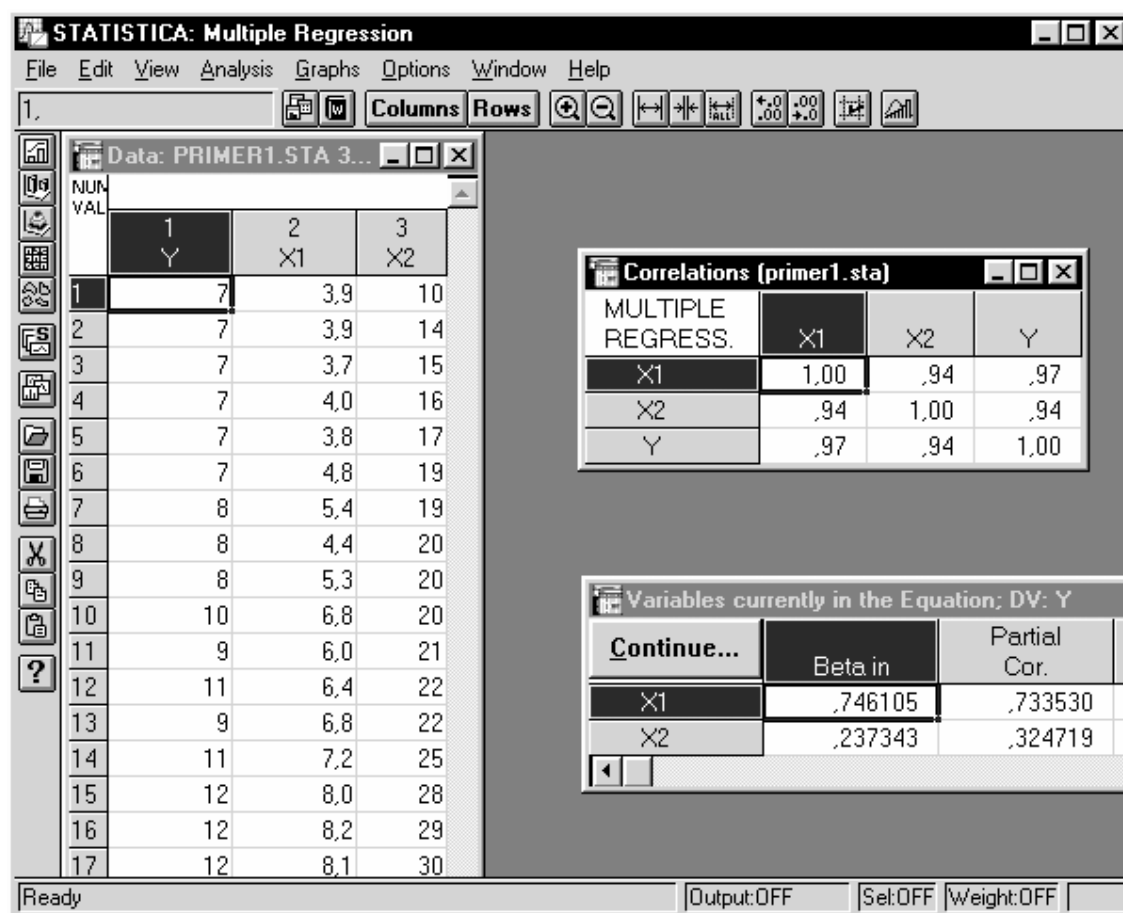 STATISTICA: Multiple Regression
File Edit View Analysis Graphs Options Window Help
1, Columns Rows
Data: PRIMER1.STA 3...
NUM
VAL
1 2 3
Y X1 X2
1 7 3,9 10
2 7 3,9 14
3 7 3,7 15
4 7 4,0 16
5 7 3,8 17
6 7 4,8 19
7 8 5,4 19
8 8 4,4 20
9 8 5,3 20
10 10 6,8 20
11 9 6,0 21
12 11 6,4 22
13 9 6,8 22
14 11 7,2 25
15 12 8,0 28
16 12 8,2 29
17 12 8,1 30
Correlations (primer1.sta)
MULTIPLE
REGRESS. X1 X2 Y
X1 1,00 ,94 ,97
X2 ,94 1,00 ,94
Y ,97 ,94 1,00
Variables currently in the Equation; DV: Y
Continue... Beta in Partial Cor.
X1 ,746105 ,733530
X2 ,237343 ,324719
Ready Output:OFF Sel:OFF Weight:OFF